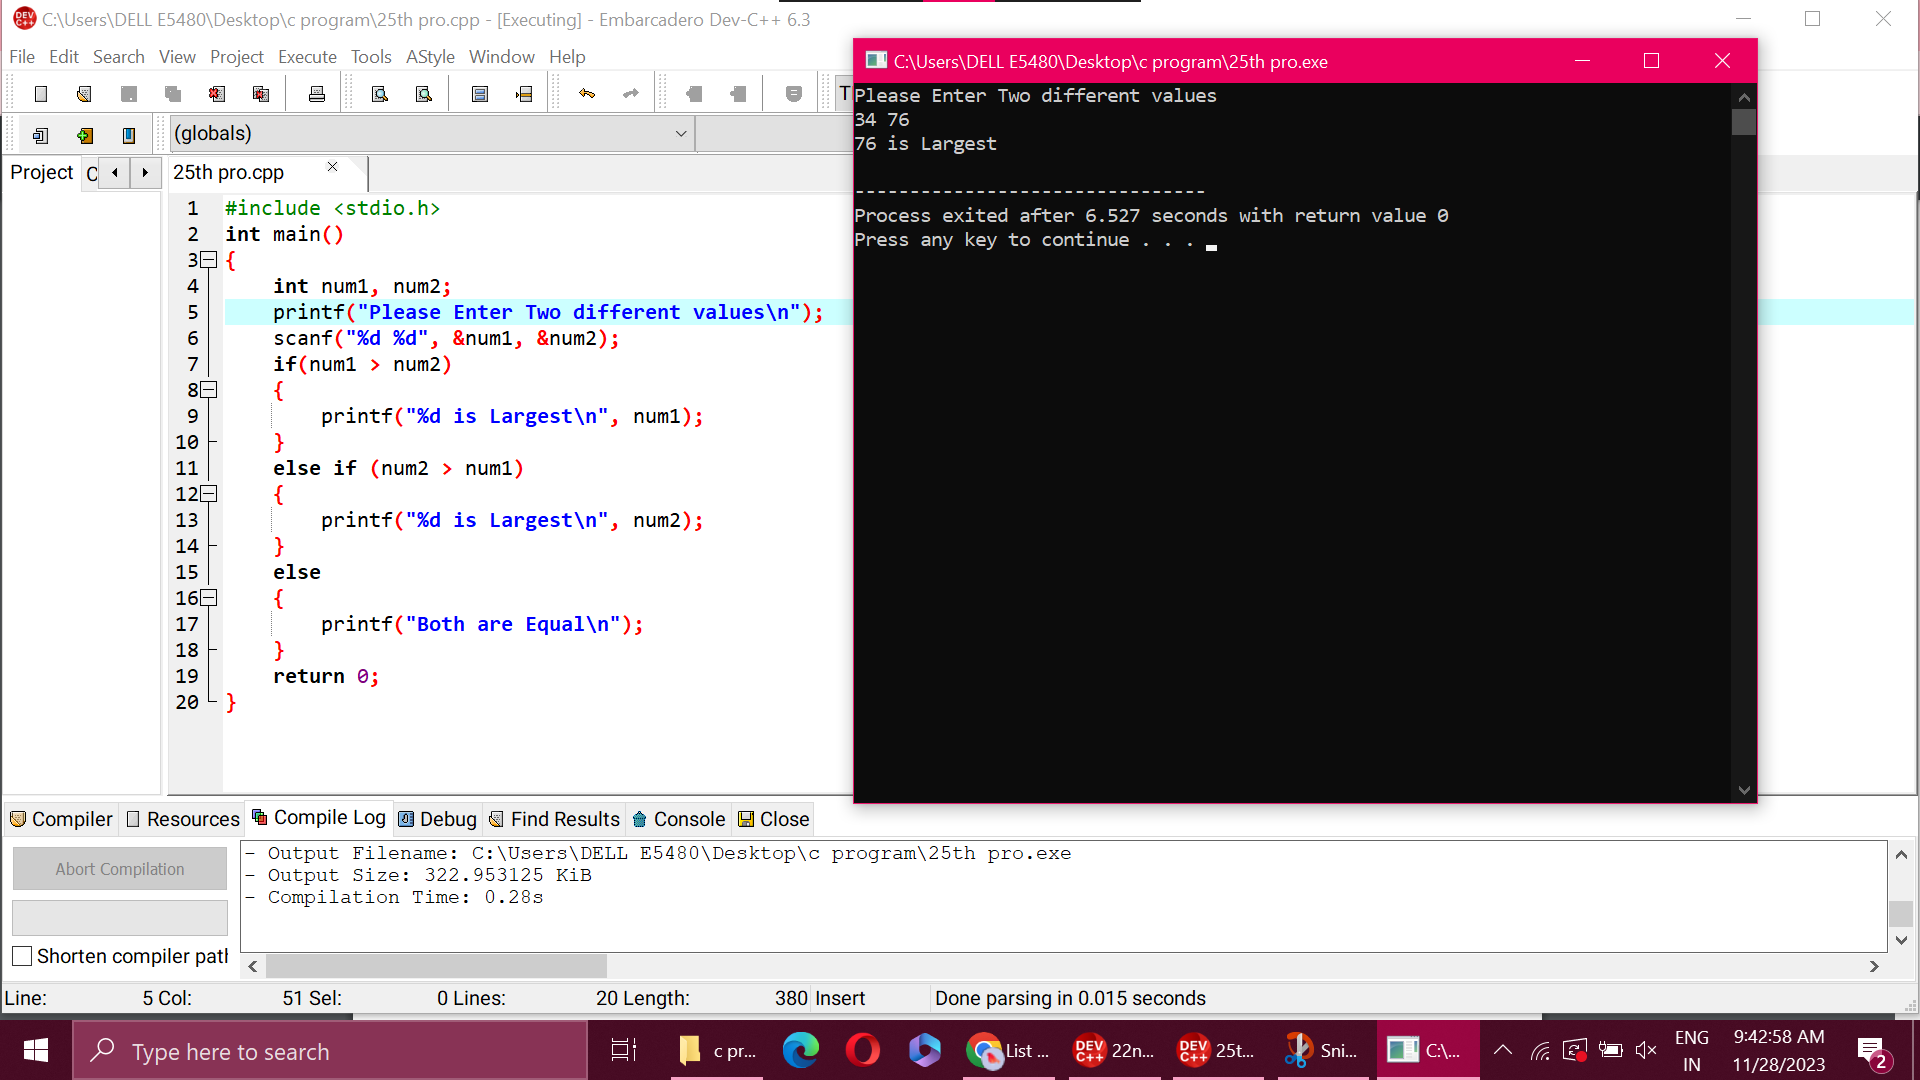 C:\Users\DELL E5480\Desktop\c program\25th pro.cpp - [Executing] - Embarcadero Dev-C++ 6.3
File Edit Search View Project Execute Tools AStyle Window Help
(globals)
Project
25th pro.cpp
1 #include <stdio.h>
2 int main()
3 {
4 int num1, num2;
5 printf("Please Enter Two different values\n");
6 scanf("%d %d", &num1, &num2);
7 if(num1 > num2)
8 {
9 printf("%d is Largest\n", num1);
10 }
11 else if (num2 > num1)
12 {
13 printf("%d is Largest\n", num2);
14 }
15 else
16 {
17 printf("Both are Equal\n");
18 }
19 return 0;
20 }
C:\Users\DELL E5480\Desktop\c program\25th pro.exe
Please Enter Two different values
34 76
76 is Largest
--------------------------------
Process exited after 6.527 seconds with return value 0
Press any key to continue . . .
Compiler Resources Compile Log Debug Find Results Console Close
Abort Compilation
Shorten compiler path
- Output Filename: C:\Users\DELL E5480\Desktop\c program\25th pro.exe
- Output Size: 322.953125 KiB
- Compilation Time: 0.28s
Line: 5 Col: 51 Sel: 0 Lines: 20 Length: 380 Insert Done parsing in 0.015 seconds
Type here to search
c pr... List ... DEV C++ 22n... DEV C++ 25t... Sni... C:\...
ENG
IN
9:42:58 AM
11/28/2023
2